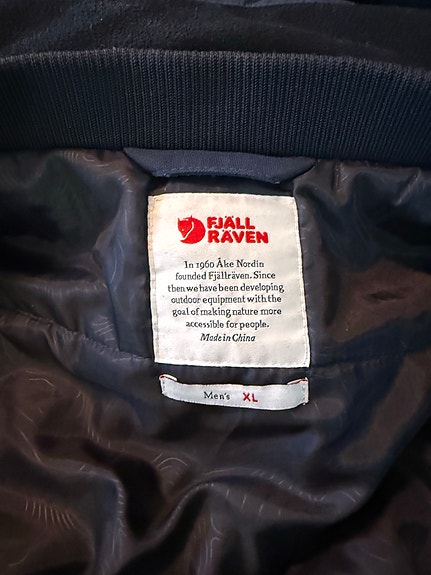 FJÄLL
RÄVEN
In 1960 Åke Nordin
founded Fjällräven. Since
then we have been developing
outdoor equipment with the
goal of making nature more
accessible for people.
Made in China
Men's XL